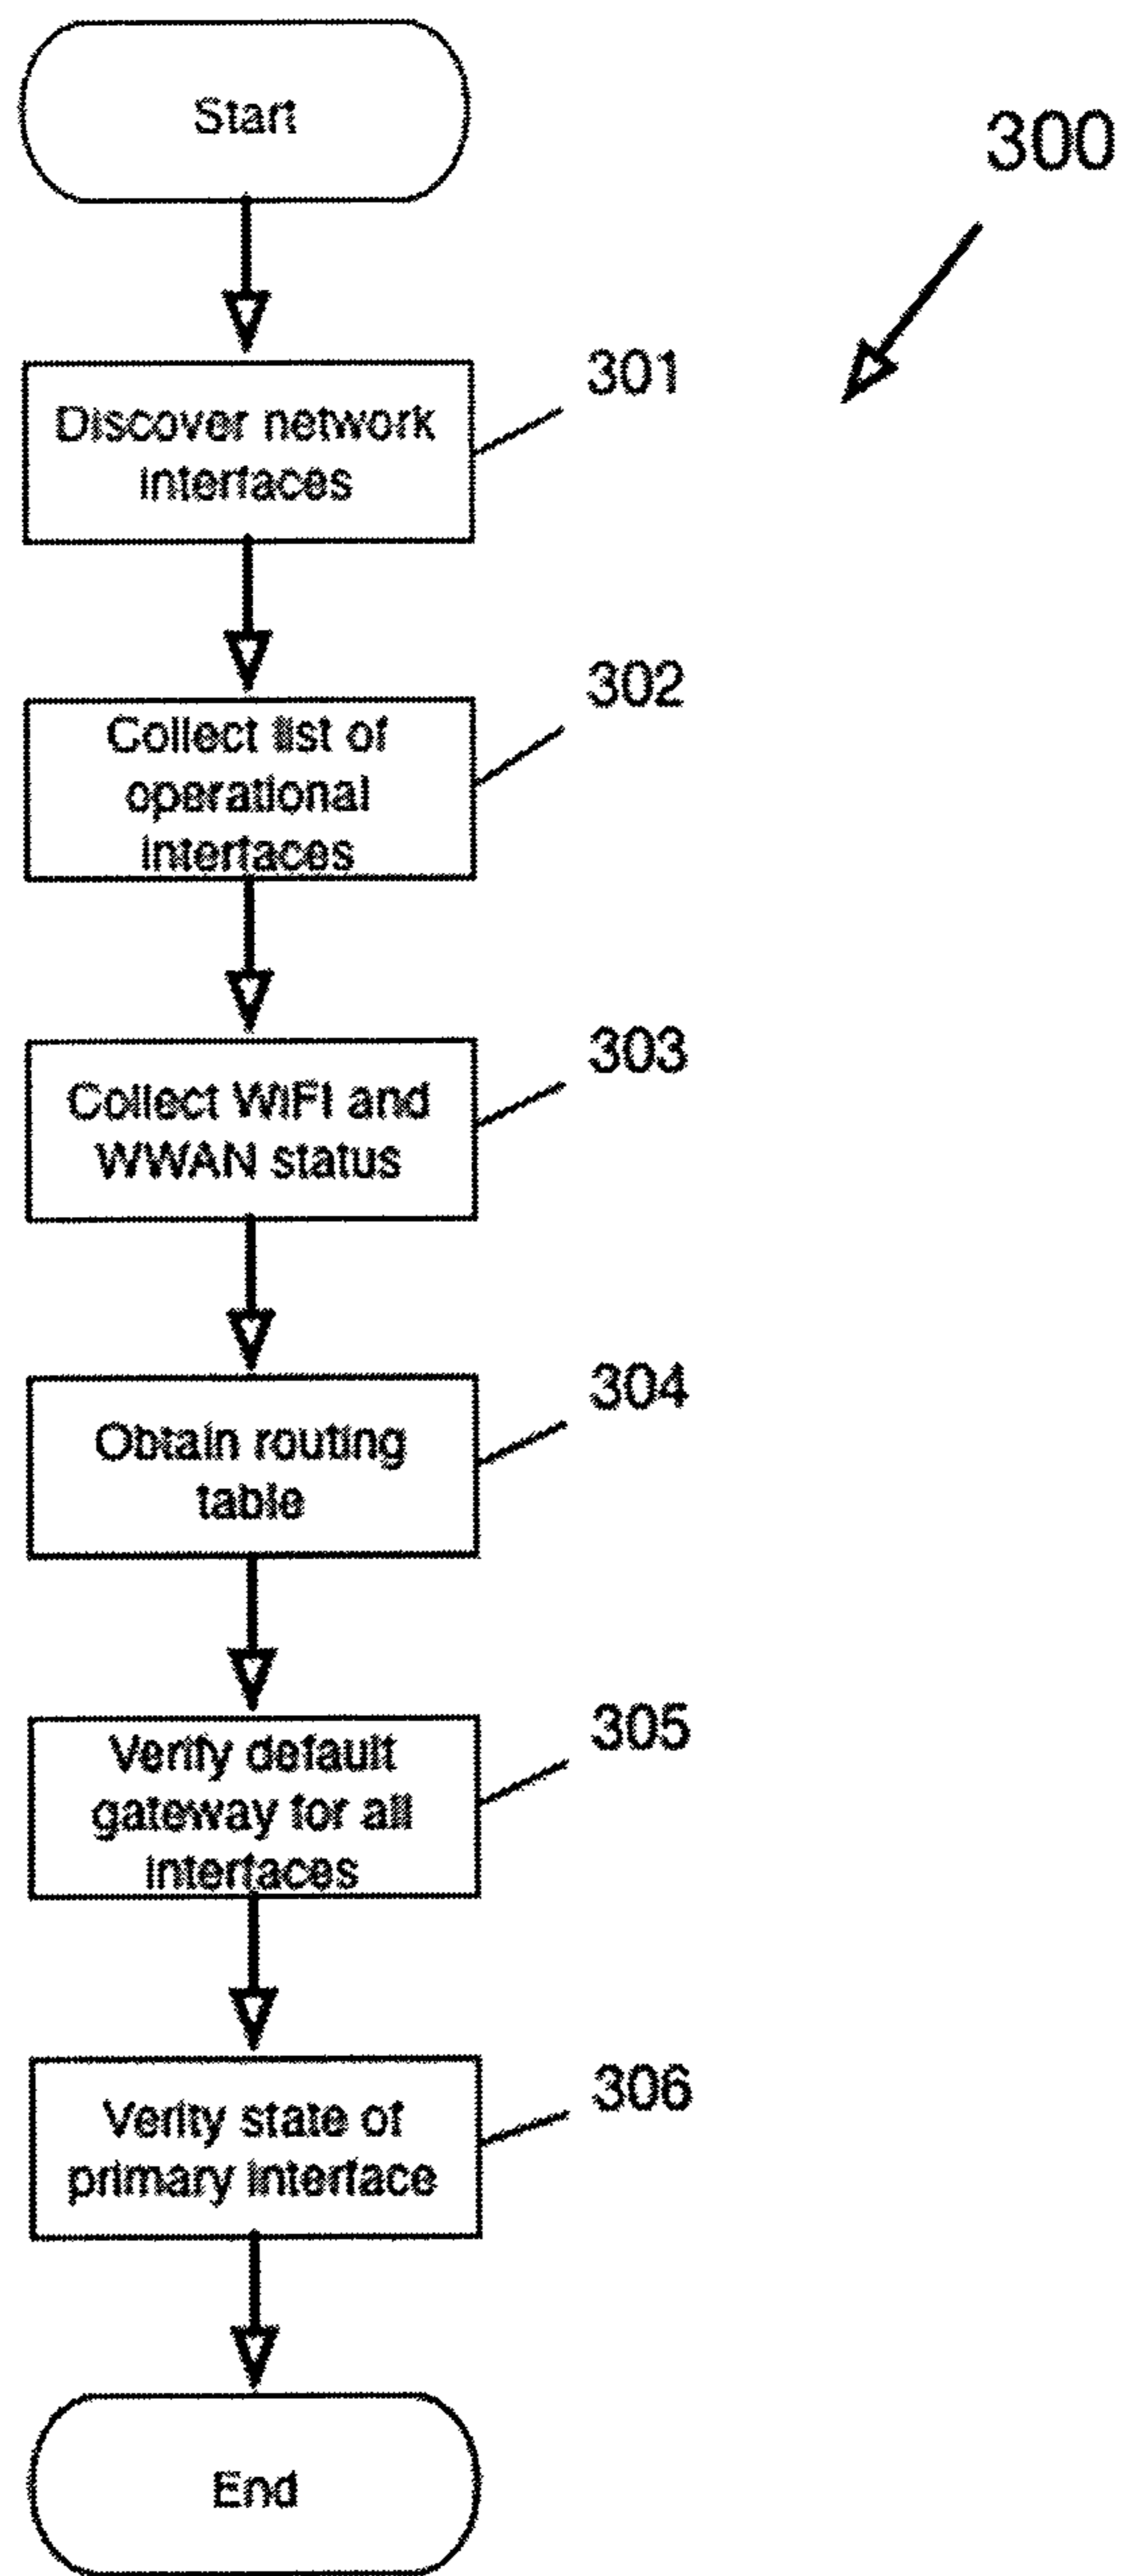 Start
300
301
Discover network
interfaces
302
Collect list of
operational
interfaces
303
Collect WiFi and
WWAN status
304
Obtain routing
table
305
Verify default
gateway for all
interfaces
306
Verify state of
primary interface
End